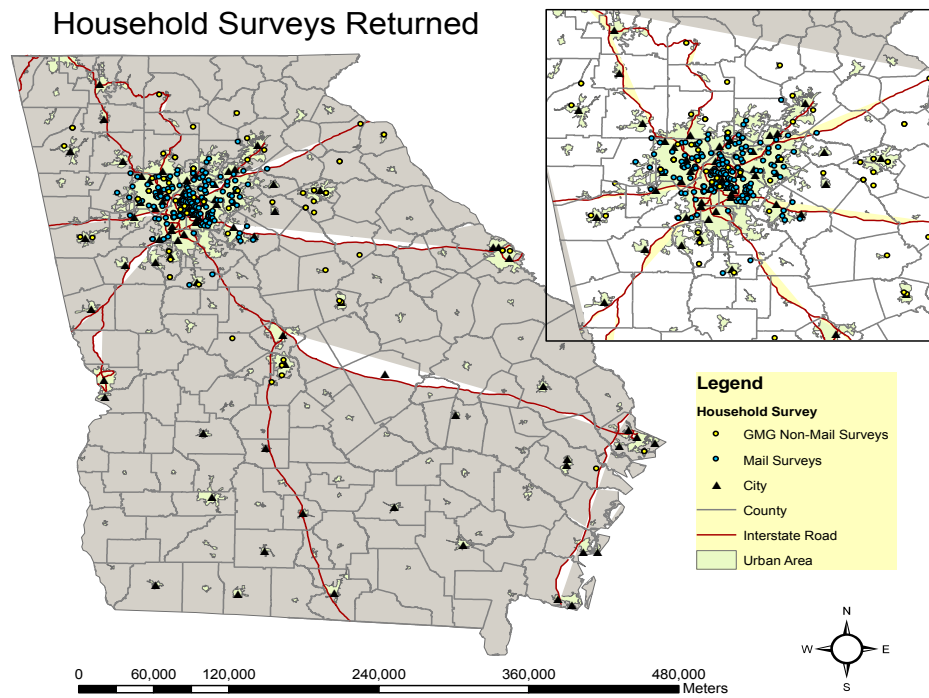 Household Surveys Returned
Legend
Household Survey
GMG Non-Mail Surveys
Mail Surveys
City
County
Interstate Road
Urban Area
N
W E
S
0 60,000 120,000 240,000 360,000 480,000
Meters